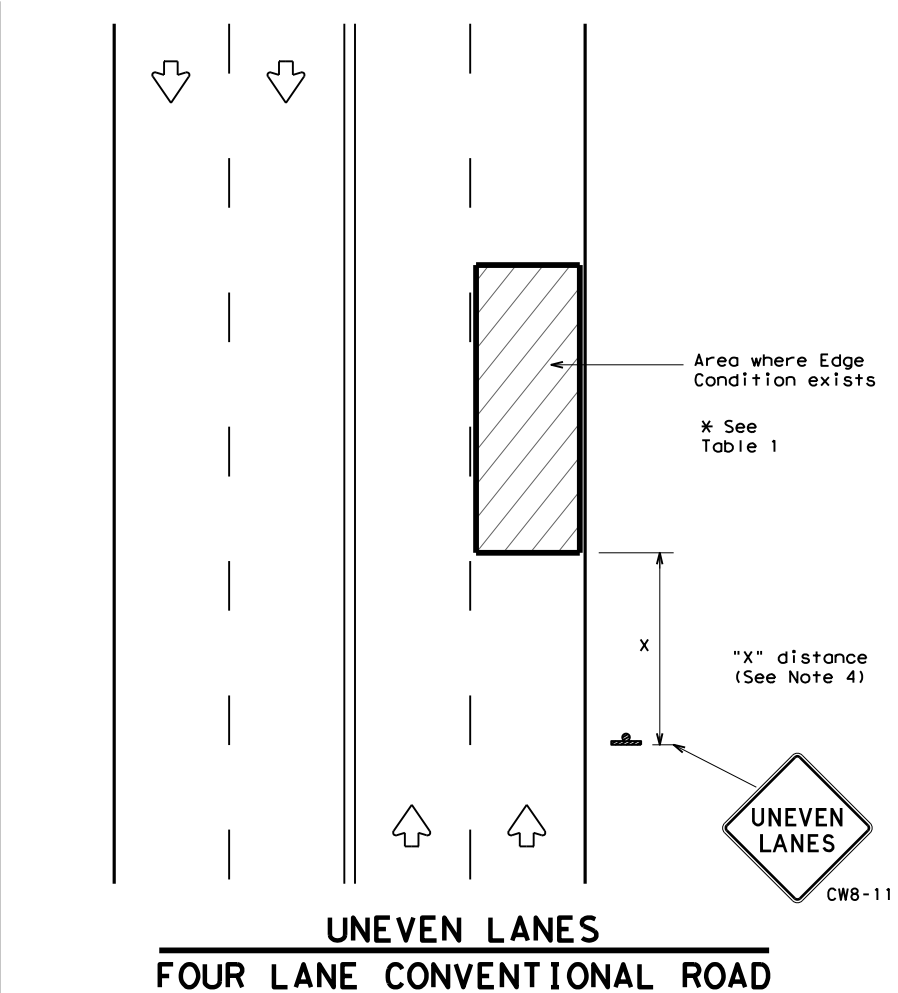 Area where Edge
Condition exists
* See
Table 1
X
"X" distance
(See Note 4)
UNEVEN
LANES
CW8-11
UNEVEN LANES
FOUR LANE CONVENTIONAL ROAD